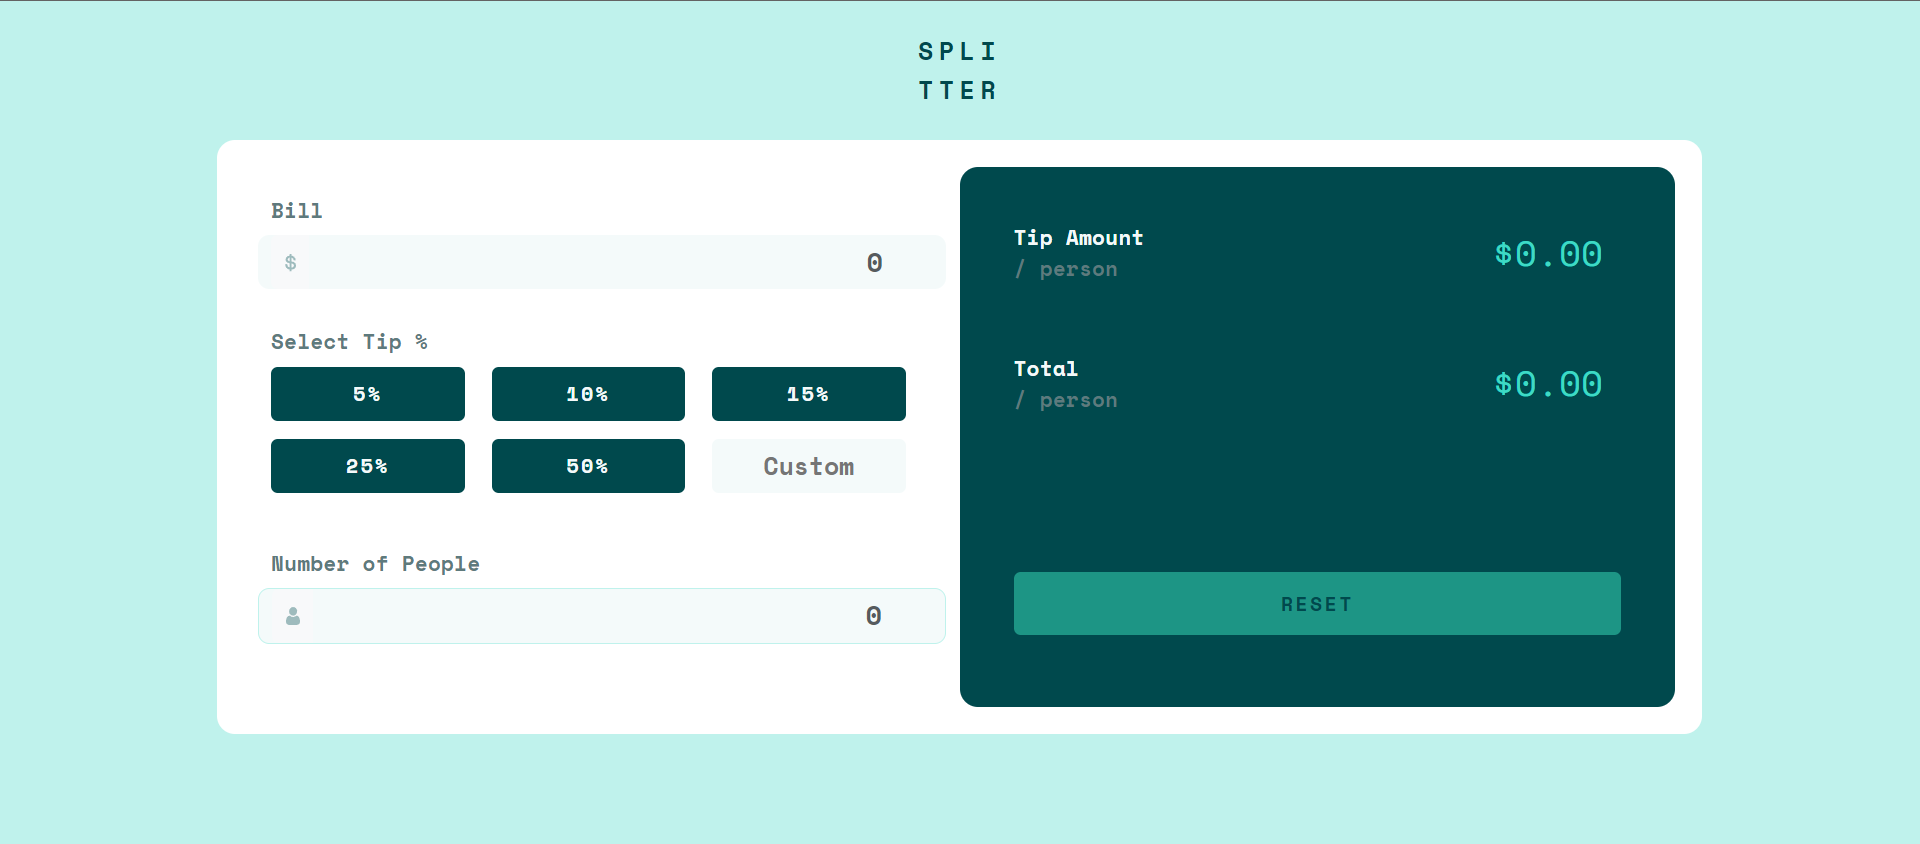 SPLI
TTER
Bill
$ 0
Select Tip %
5% 10% 15%
25% 50% Custom
Number of People
0
Tip Amount
/ person
$0.00
Total
/ person
$0.00
RESET